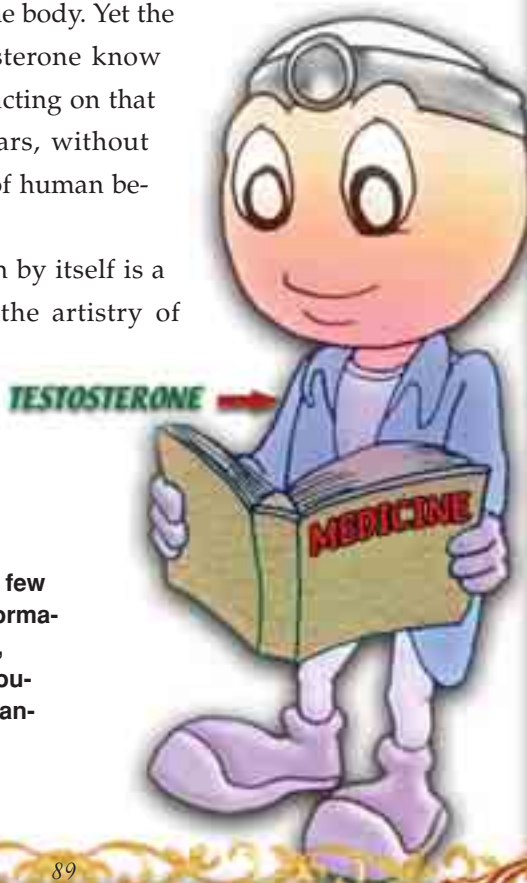 e body. Yet the
sterone know
acting on that
ars, without
of human be-
n by itself is a
the artistry of
TESTOSTERONE
MEDICINE
few
orma-
,
ou-
an-
89